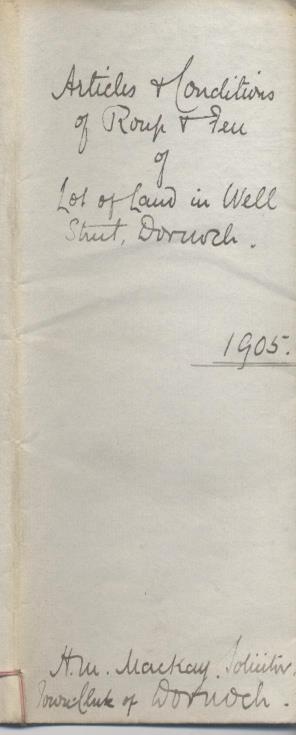 Articles & Conditions
of Roup & Feu
of
Lot of Land in Well
Street, Dornoch.
1905.
H.M. Mackay, Solicitor,
Town Clerk of Dornoch.